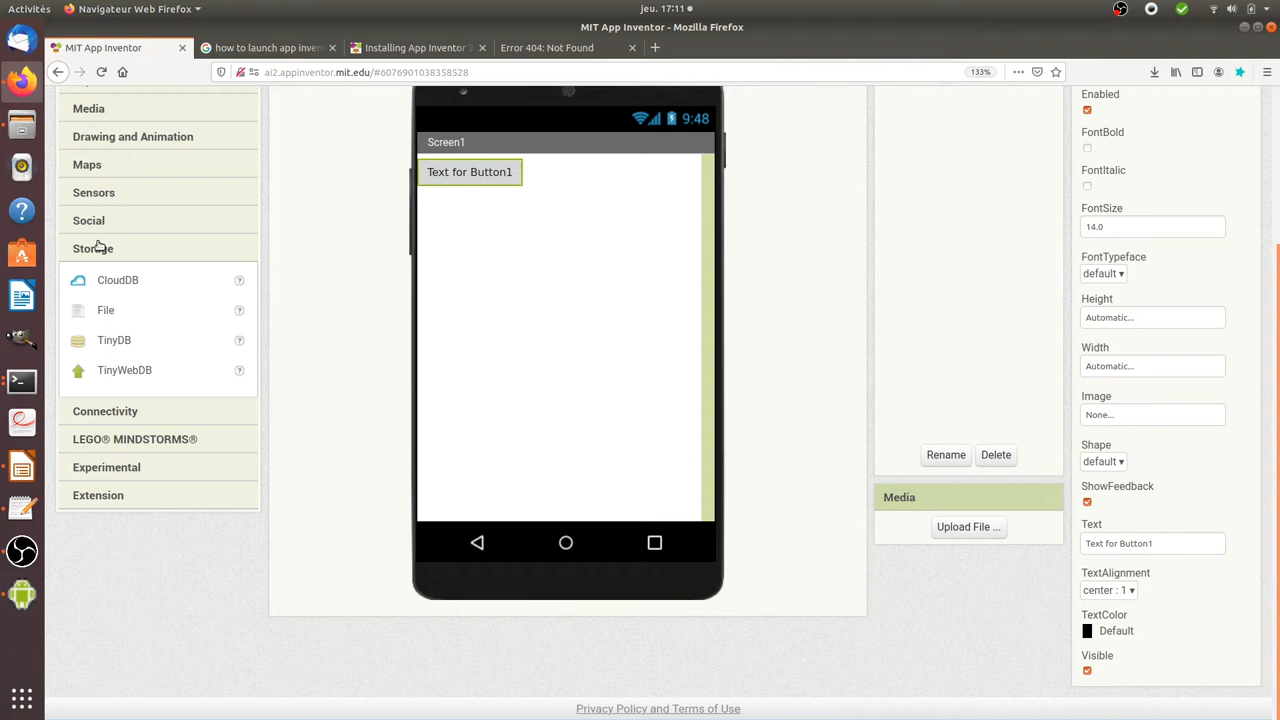 Activités
Navigateur Web Firefox
jeu. 17:11
MIT App Inventor - Mozilla Firefox
MIT App Inventor
how to launch app inven
Installing App Inventor 2
Error 404: Not Found
ai2.appinventor.mit.edu/#6076901038358528
133%
Media
Drawing and Animation
Maps
Sensors
Social
Storage
CloudDB
File
TinyDB
TinyWebDB
Connectivity
LEGO® MINDSTORMS®
Experimental
Extension
9:48
Screen1
Text for Button1
Rename
Delete
Media
Upload File ...
Enabled
FontBold
FontItalic
FontSize
14.0
FontTypeface
default
Height
Automatic...
Width
Automatic...
Image
None...
Shape
default
ShowFeedback
Text
Text for Button1
TextAlignment
center : 1
TextColor
Default
Visible
Privacy Policy and Terms of Use